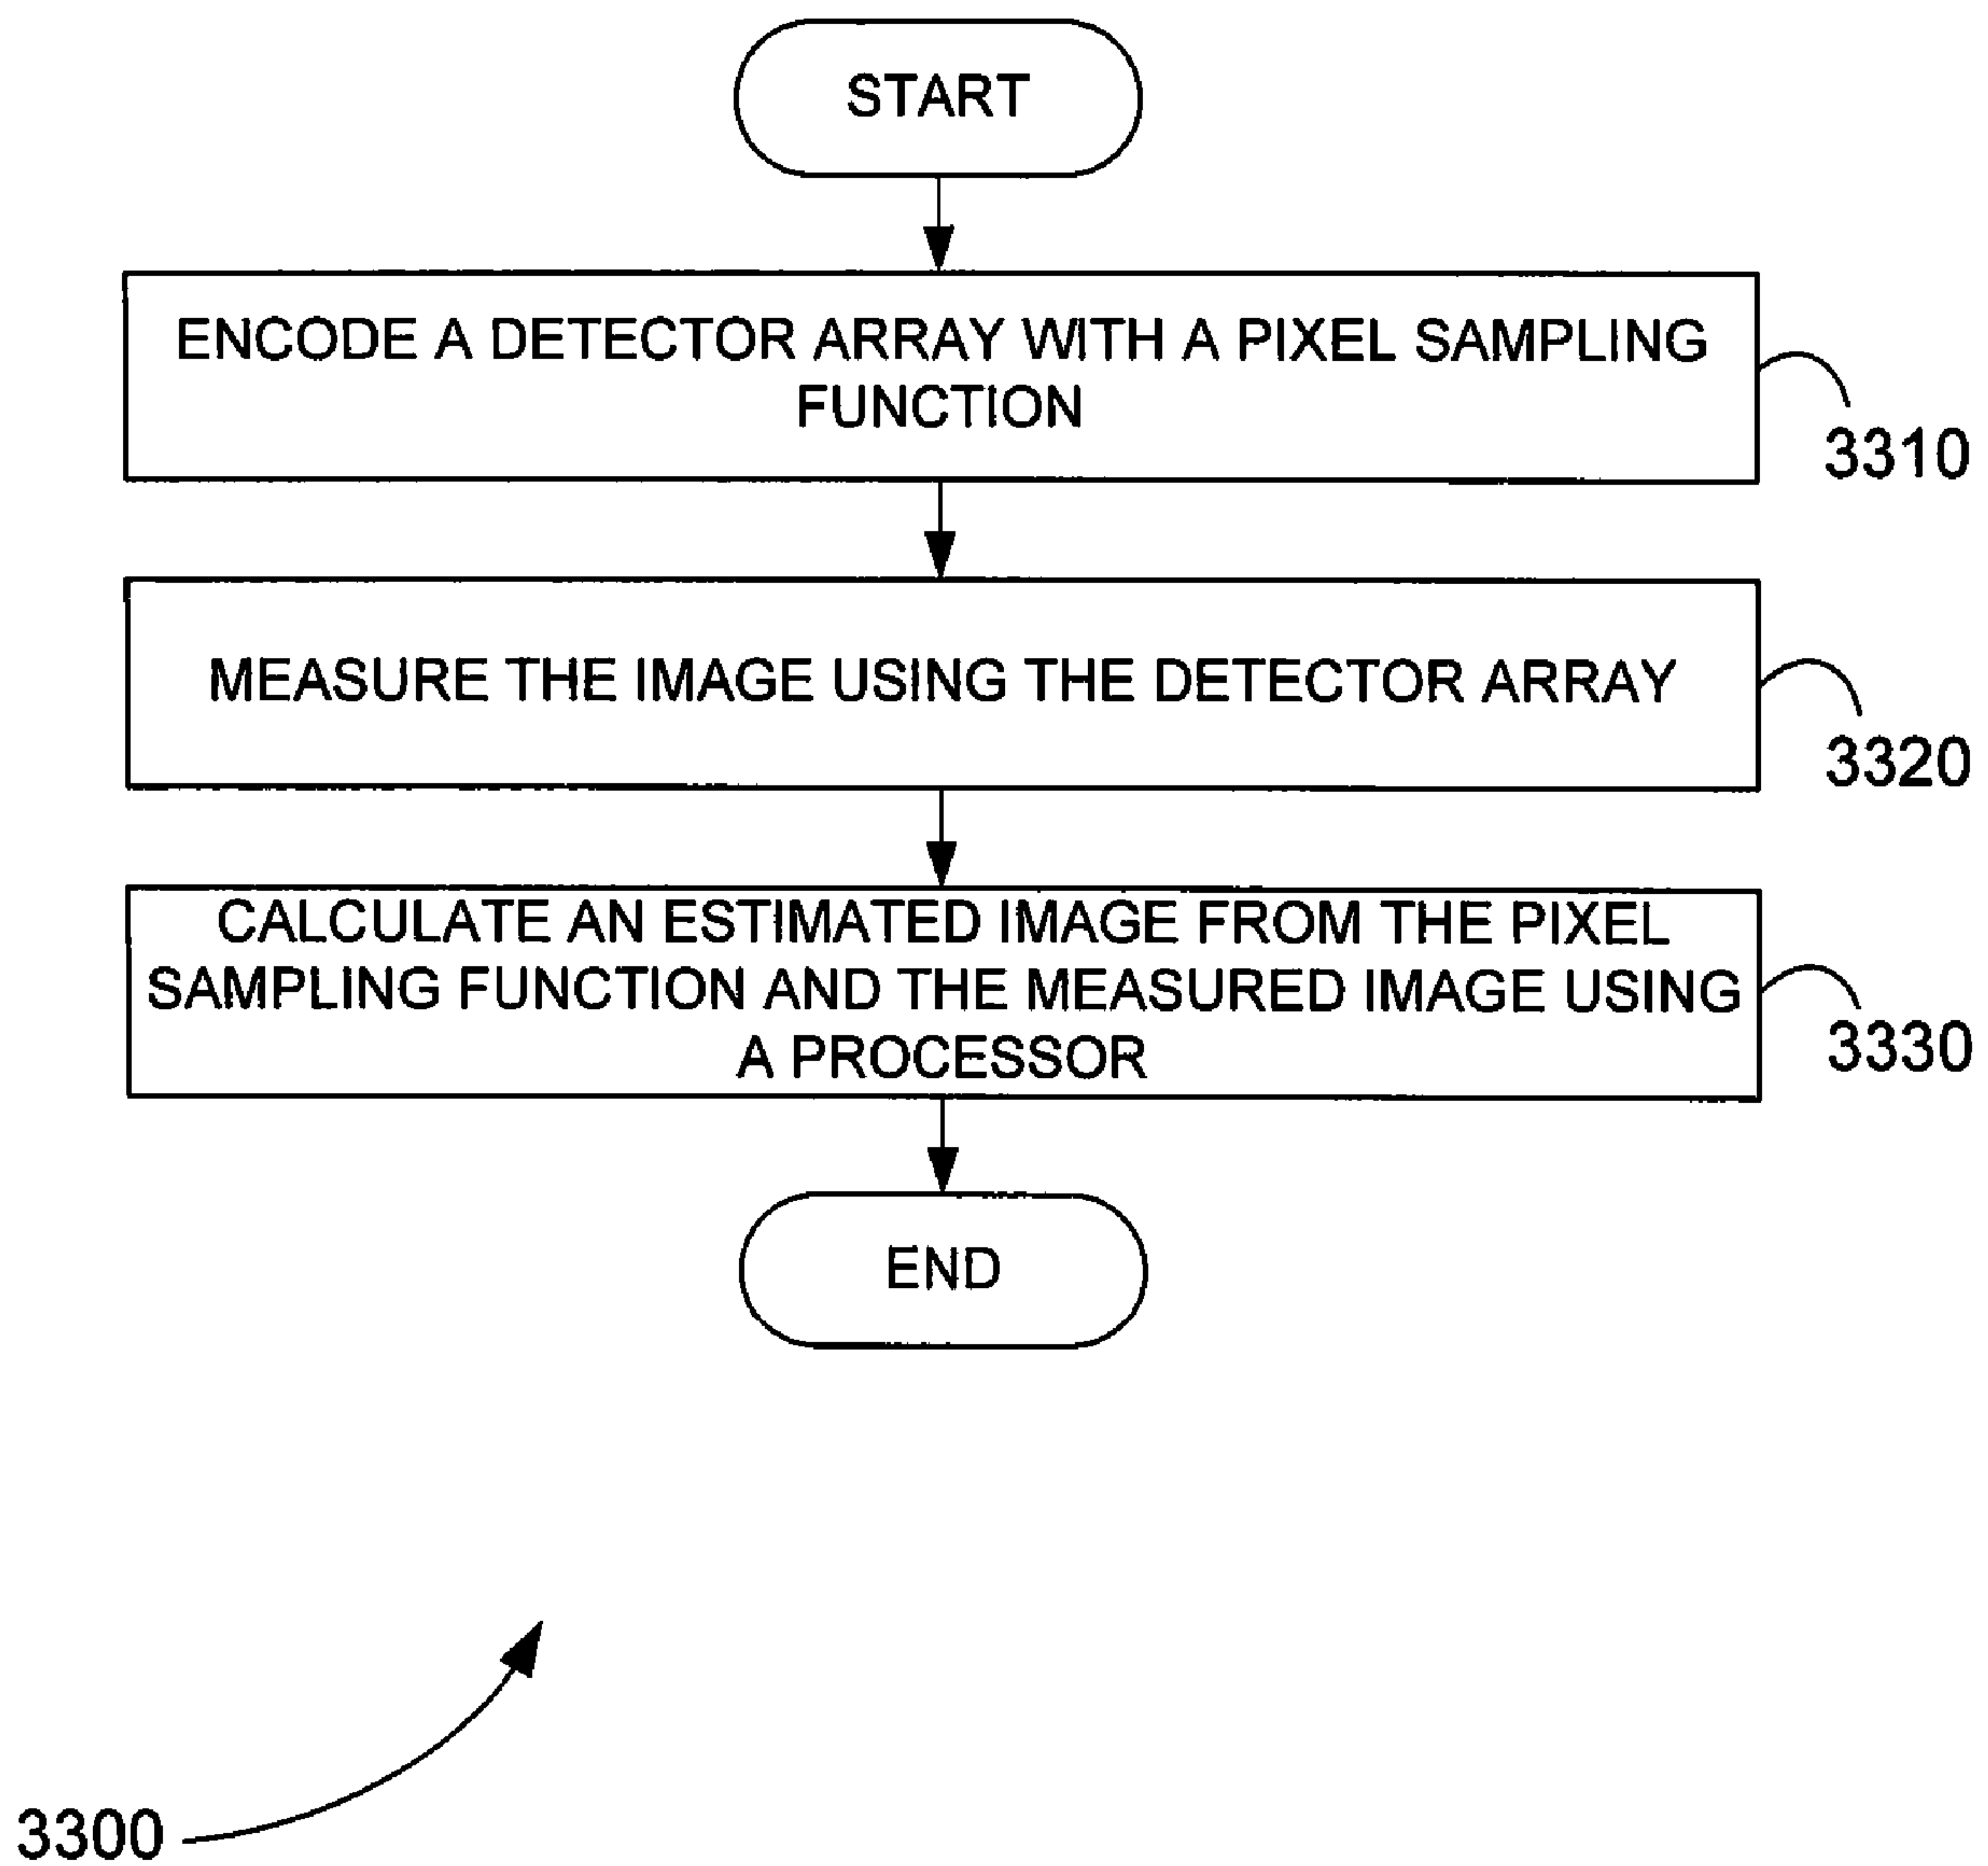 START
ENCODE A DETECTOR ARRAY WITH A PIXEL SAMPLING
FUNCTION
3310
MEASURE THE IMAGE USING THE DETECTOR ARRAY
3320
CALCULATE AN ESTIMATED IMAGE FROM THE PIXEL
SAMPLING FUNCTION AND THE MEASURED IMAGE USING
A PROCESSOR
3330
END
3300